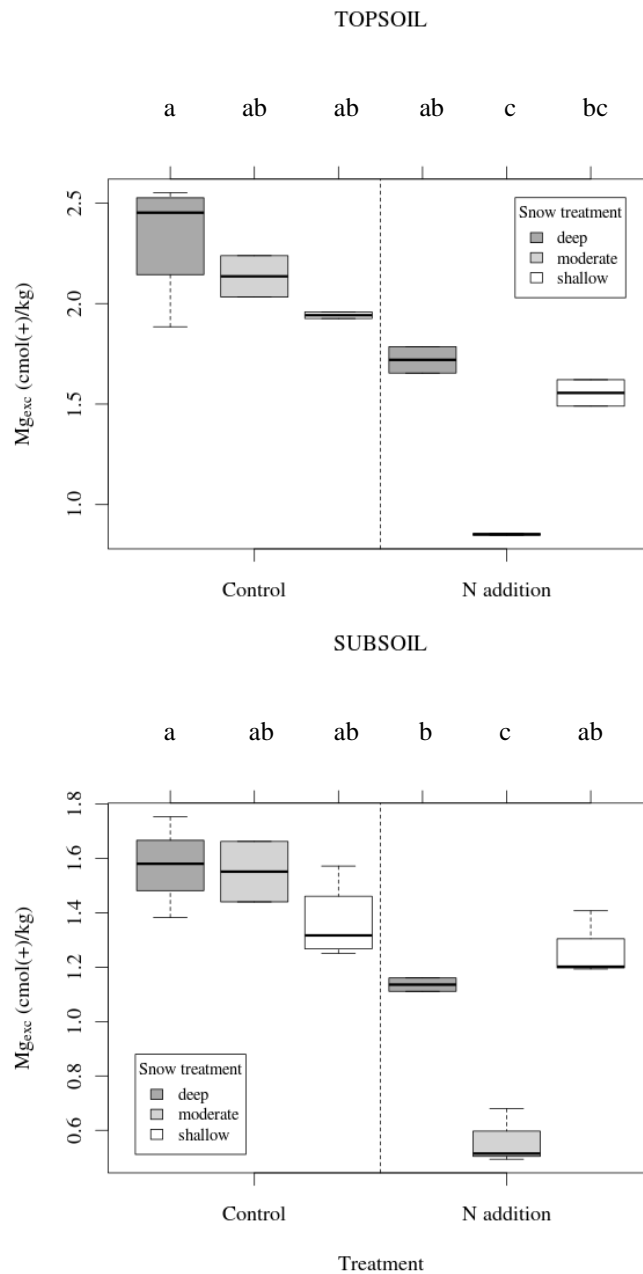 TOPSOIL
a ab ab ab c bc
2.5
2.0
1.5
1.0
Mgexc (cmol(+)/kg)
Snow treatment
deep
moderate
shallow
Control N addition
SUBSOIL
a ab ab b c ab
1.8
1.6
1.4
1.2
1.0
0.8
0.6
Mgexc (cmol(+)/kg)
Snow treatment
deep
moderate
shallow
Control N addition
Treatment